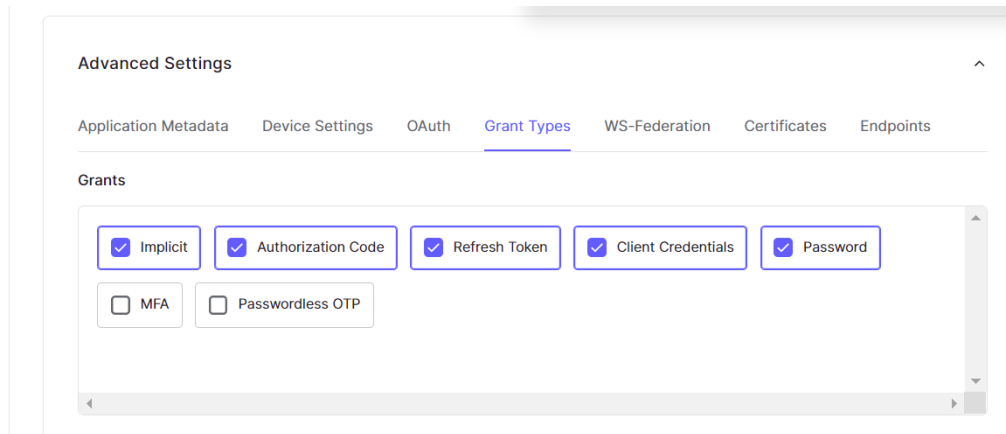 Advanced Settings
Application Metadata Device Settings OAuth Grant Types WS-Federation Certificates Endpoints
Grants
Implicit Authorization Code Refresh Token Client Credentials Password
MFA Passwordless OTP